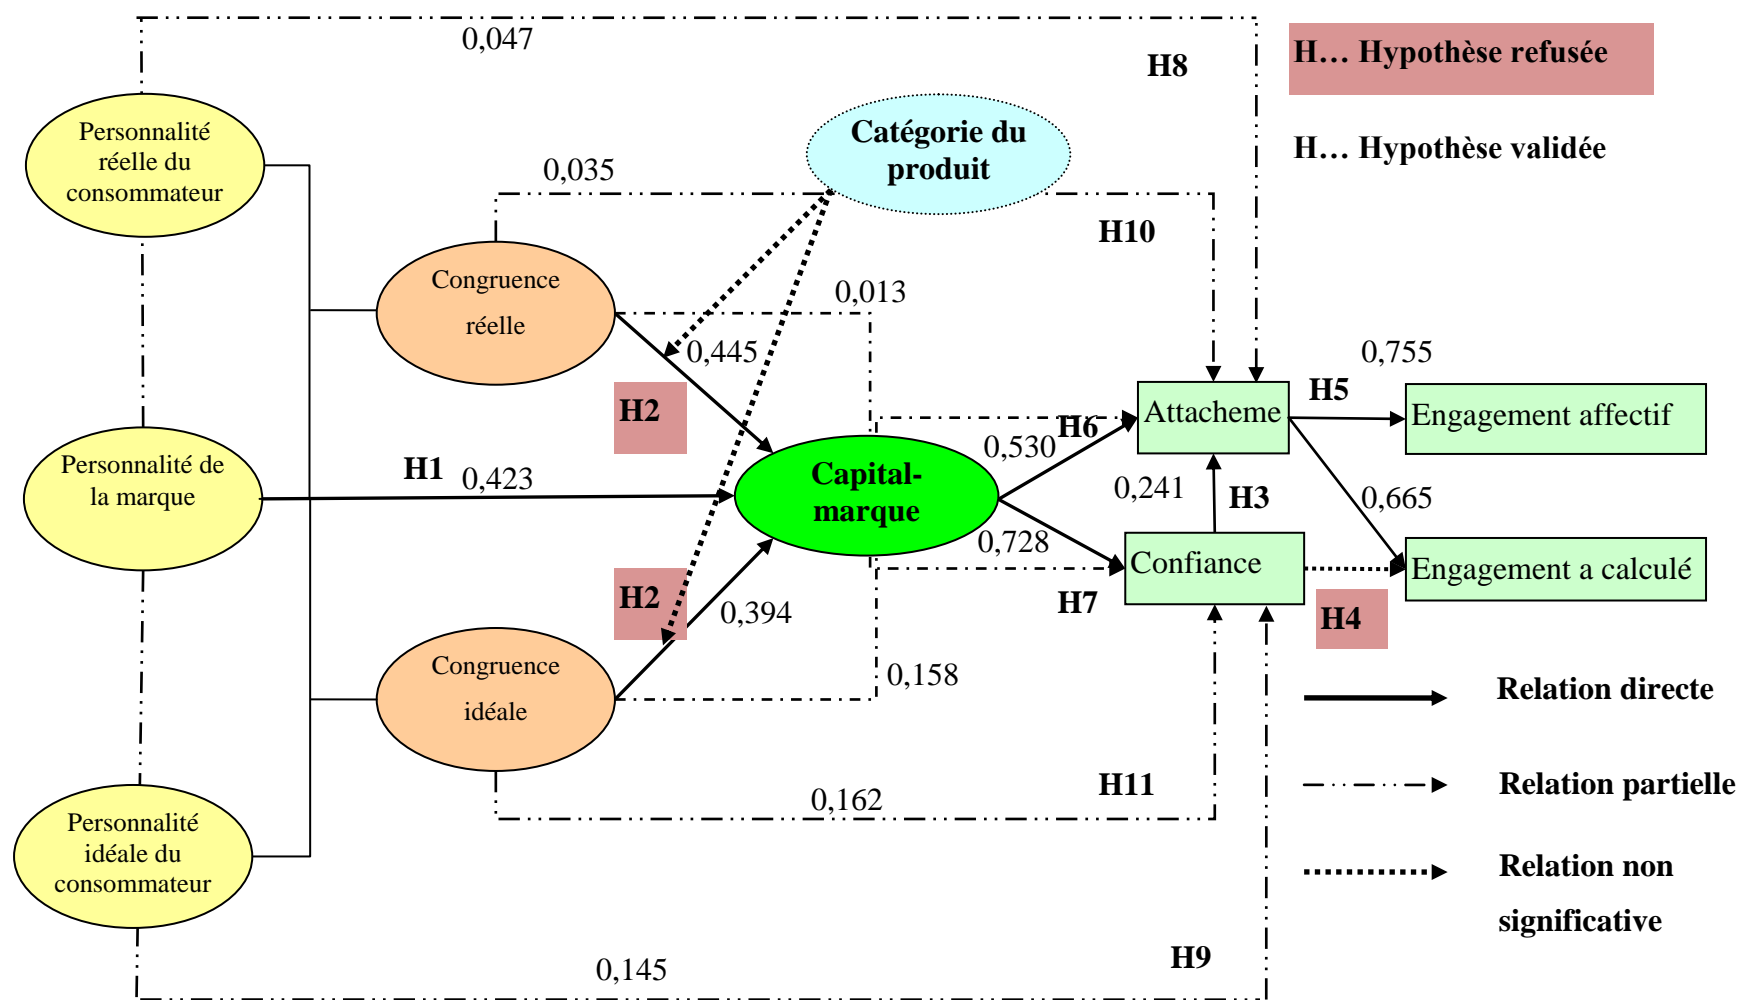 0,047
H8
H… Hypothèse refusée
Personnalité
réelle du
consommateur
Catégorie du
produit
H… Hypothèse validée
0,035
H10
Congruence
réelle
0,013
0,445
0,755
H2
H5
Attacheme
Engagement affectif
H6
0,530
Personnalité de
la marque
H1
0,423
Capital-
marque
0,241
H3
0,665
0,728
Confiance
Engagement a calculé
H2
0,394
H7
H4
Congruence
idéale
0,158
Relation directe
0,162
H11
Relation partielle
Personnalité
idéale du
consommateur
Relation non
significative
0,145
H9